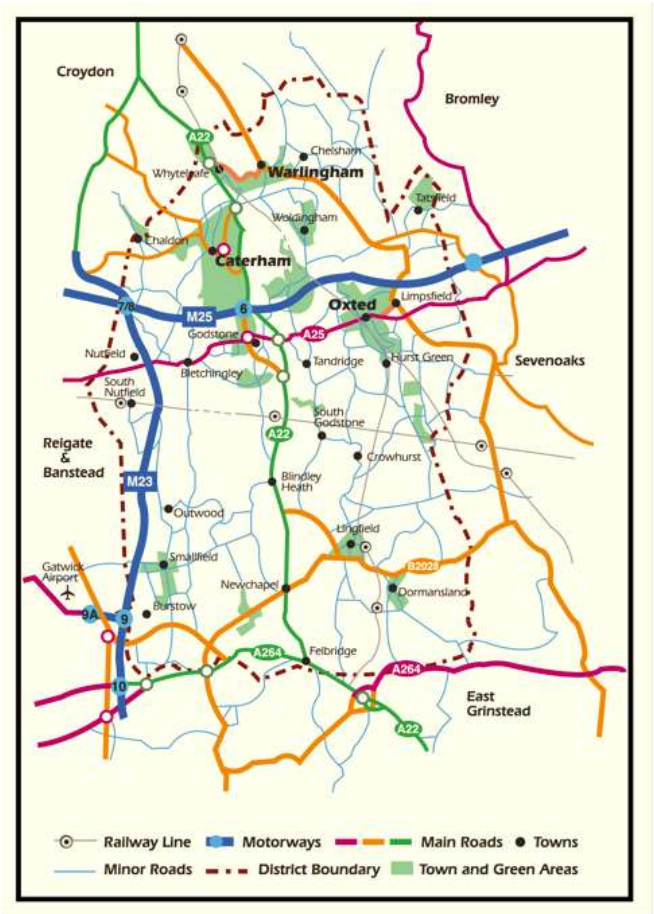 Croydon
Bromley
A22
Whyteleafe
Chelsham
Warlingham
Tatsfield
Woldingham
Chaldon
Caterham
7/8
M25
6
Oxted
Limpsfield
Godstone
A25
Nutfield
Bletchingley
Tandridge
Hurst Green
Sevenoaks
South
Nutfield
South
Godstone
A22
Reigate
&
Banstead
Crowhurst
M23
Blindley
Heath
Outwood
Lingfield
Smallfield
Gatwick
Airport
B2028
Newchapel
Dormansland
9A
9
Burstow
A264
Felbridge
A264
10
East
Grinstead
A22
Railway Line
Motorways
Main Roads
Towns
Minor Roads
District Boundary
Town and Green Areas